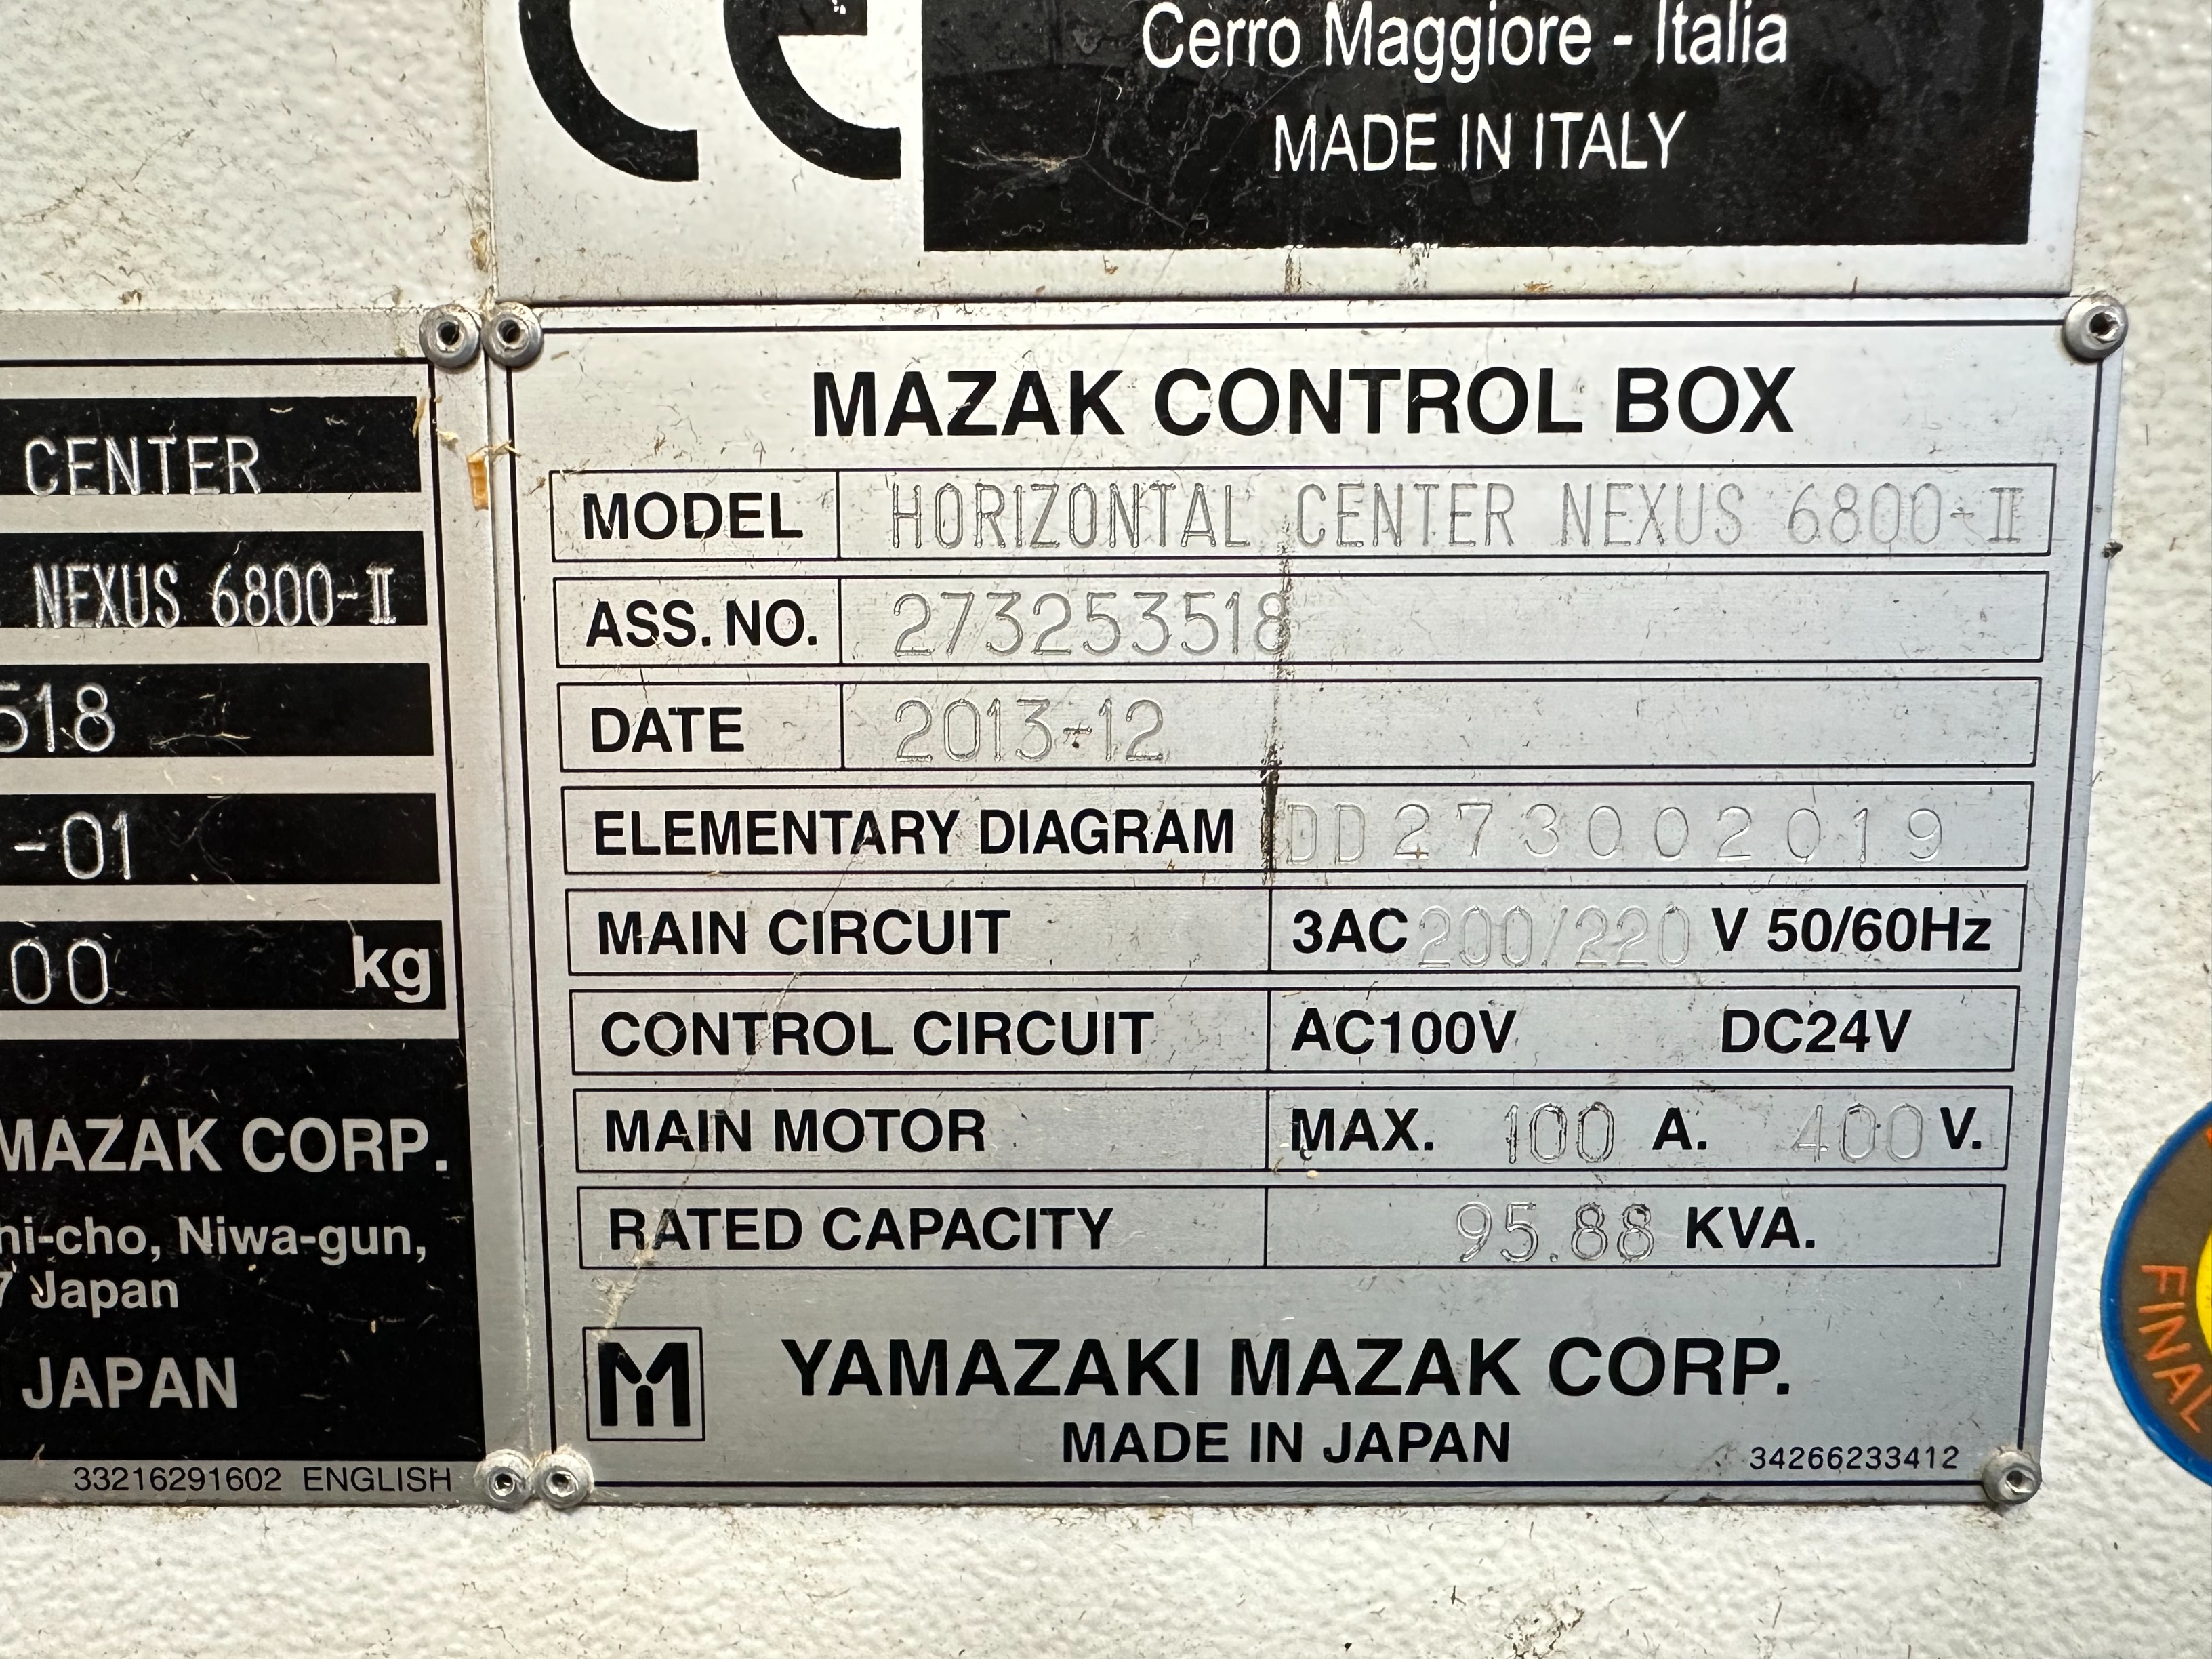 CE
Cerro Maggiore - Italia
MADE IN ITALY
CENTER
NEXUS 6800-II
518
-01
00 kg
MAZAK CORP.
Niwa-gun,
7 Japan
JAPAN
33216291602 ENGLISH
MAZAK CONTROL BOX
MODEL HORIZONTAL CENTER NEXUS 6800-II
ASS. NO. 273253518
DATE 2013-12
ELEMENTARY DIAGRAM DD273002019
MAIN CIRCUIT 3AC 200/220 V 50/60Hz
CONTROL CIRCUIT AC100V DC24V
MAIN MOTOR MAX. 100 A. 400 V.
RATED CAPACITY 95.88 KVA.
M
YAMAZAKI MAZAK CORP.
MADE IN JAPAN
34266233412
FINAL